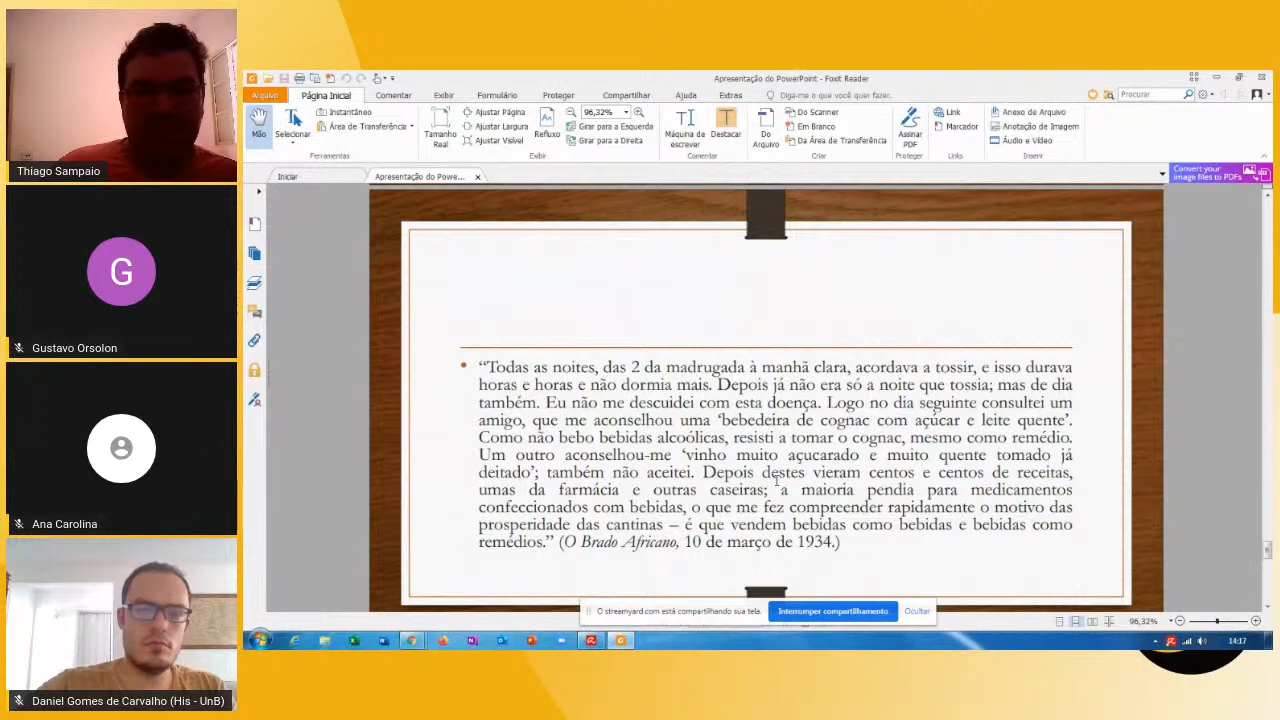 Thiago Sampaio
G
Gustavo Orsolon
Ana Carolina
Daniel Gomes de Carvalho (His - UnB)
Apresentação do PowerPoint - Foxit Reader
Arquivo Página Inicial Comentar Exibir Formulário Proteger Compartilhar Ajuda Extras Diga-me o que você quer fazer. Procurar
Mão
Selecionar
Instantâneo
Área de Transferência
Ferramentas
Tamanho
Real
Ajustar Página
Ajustar Largura
Ajustar Visível
Refluxo
96,32%
Girar para a Esquerda
Girar para a Direita
Exibir
Máquina de
escrever
Destacar
Comentar
Do
Arquivo
Do Scanner
Em Branco
Da Área de Transferência
Criar
Assinar
PDF
Proteger
Link
Marcador
Links
Anexo de Arquivo
Anotação de Imagem
Áudio e Vídeo
Inserir
Iniciar
Apresentação do Powe...
Convert your
image files to PDFs
• “Todas as noites, das 2 da madrugada à manhã clara, acordava a tossir, e isso durava
horas e horas e não dormia mais. Depois já não era só a noite que tossia; mas de dia
também. Eu não me descuidei com esta doença. Logo no dia seguinte consultei um
amigo, que me aconselhou uma ‘bebedeira de cognac com açúcar e leite quente’.
Como não bebo bebidas alcoólicas, resisti a tomar o cognac, mesmo como remédio.
Um outro aconselhou-me ‘vinho muito açucarado e muito quente tomado já
deitado’; também não aceitei. Depois destes vieram centos e centos de receitas,
umas da farmácia e outras caseiras; a maioria pendia para medicamentos
confeccionados com bebidas, o que me fez compreender rapidamente o motivo das
prosperidade das cantinas – é que vendem bebidas como bebidas e bebidas como
remédios.” (O Brado Africano, 10 de março de 1934.)
O streamyard.com está compartilhando sua tela. Interromper compartilhamento Ocultar
96,32%
14:17